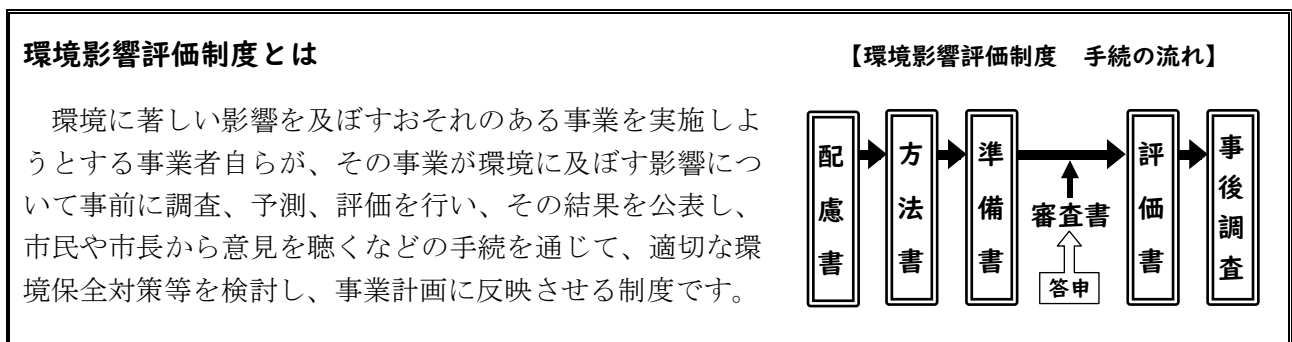 環境影響評価制度とは
環境に著しい影響を及ぼすおそれのある事業を実施しよ
うとする事業者自らが、その事業が環境に及ぼす影響につ
いて事前に調査、予測、評価を行い、その結果を公表し、
市民や市長から意見を聴くなどの手続を通じて、適切な環
境保全対策等を検討し、事業計画に反映させる制度です。
【環境影響評価制度　手続の流れ】
配慮書
方法書
準備書
審査書
答申
評価書
事後調査